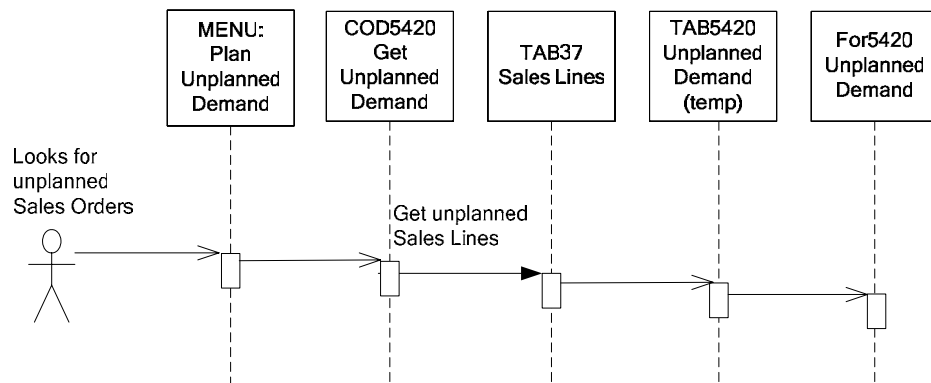 MENU:
Plan
Unplanned
Demand
COD5420
Get
Unplanned
Demand
TAB37
Sales Lines
TAB5420
Unplanned
Demand
(temp)
For5420
Unplanned
Demand
Looks for
unplanned
Sales Orders
Get unplanned
Sales Lines